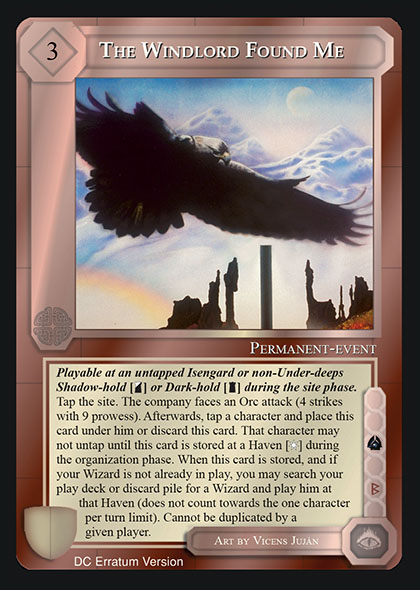 3
The Windlord Found Me
Permanent-event
Playable at an untapped Isengard or non-Under-deeps
Shadow-hold [ ] or Dark-hold [ ] during the site phase.
Tap the site. The company faces an Orc attack (4 strikes
with 9 prowess). Afterwards, tap a character and place this
card under him or discard this card. That character may
not untap until this card is stored at a Haven [ ] during
the organization phase. When this card is stored, and if
your Wizard is not already in play, you may search your
play deck or discard pile for a Wizard and play him at
that Haven (does not count towards the one character
per turn limit). Cannot be duplicated by a
given player.
Art by Vicens Juján
DC Erratum Version